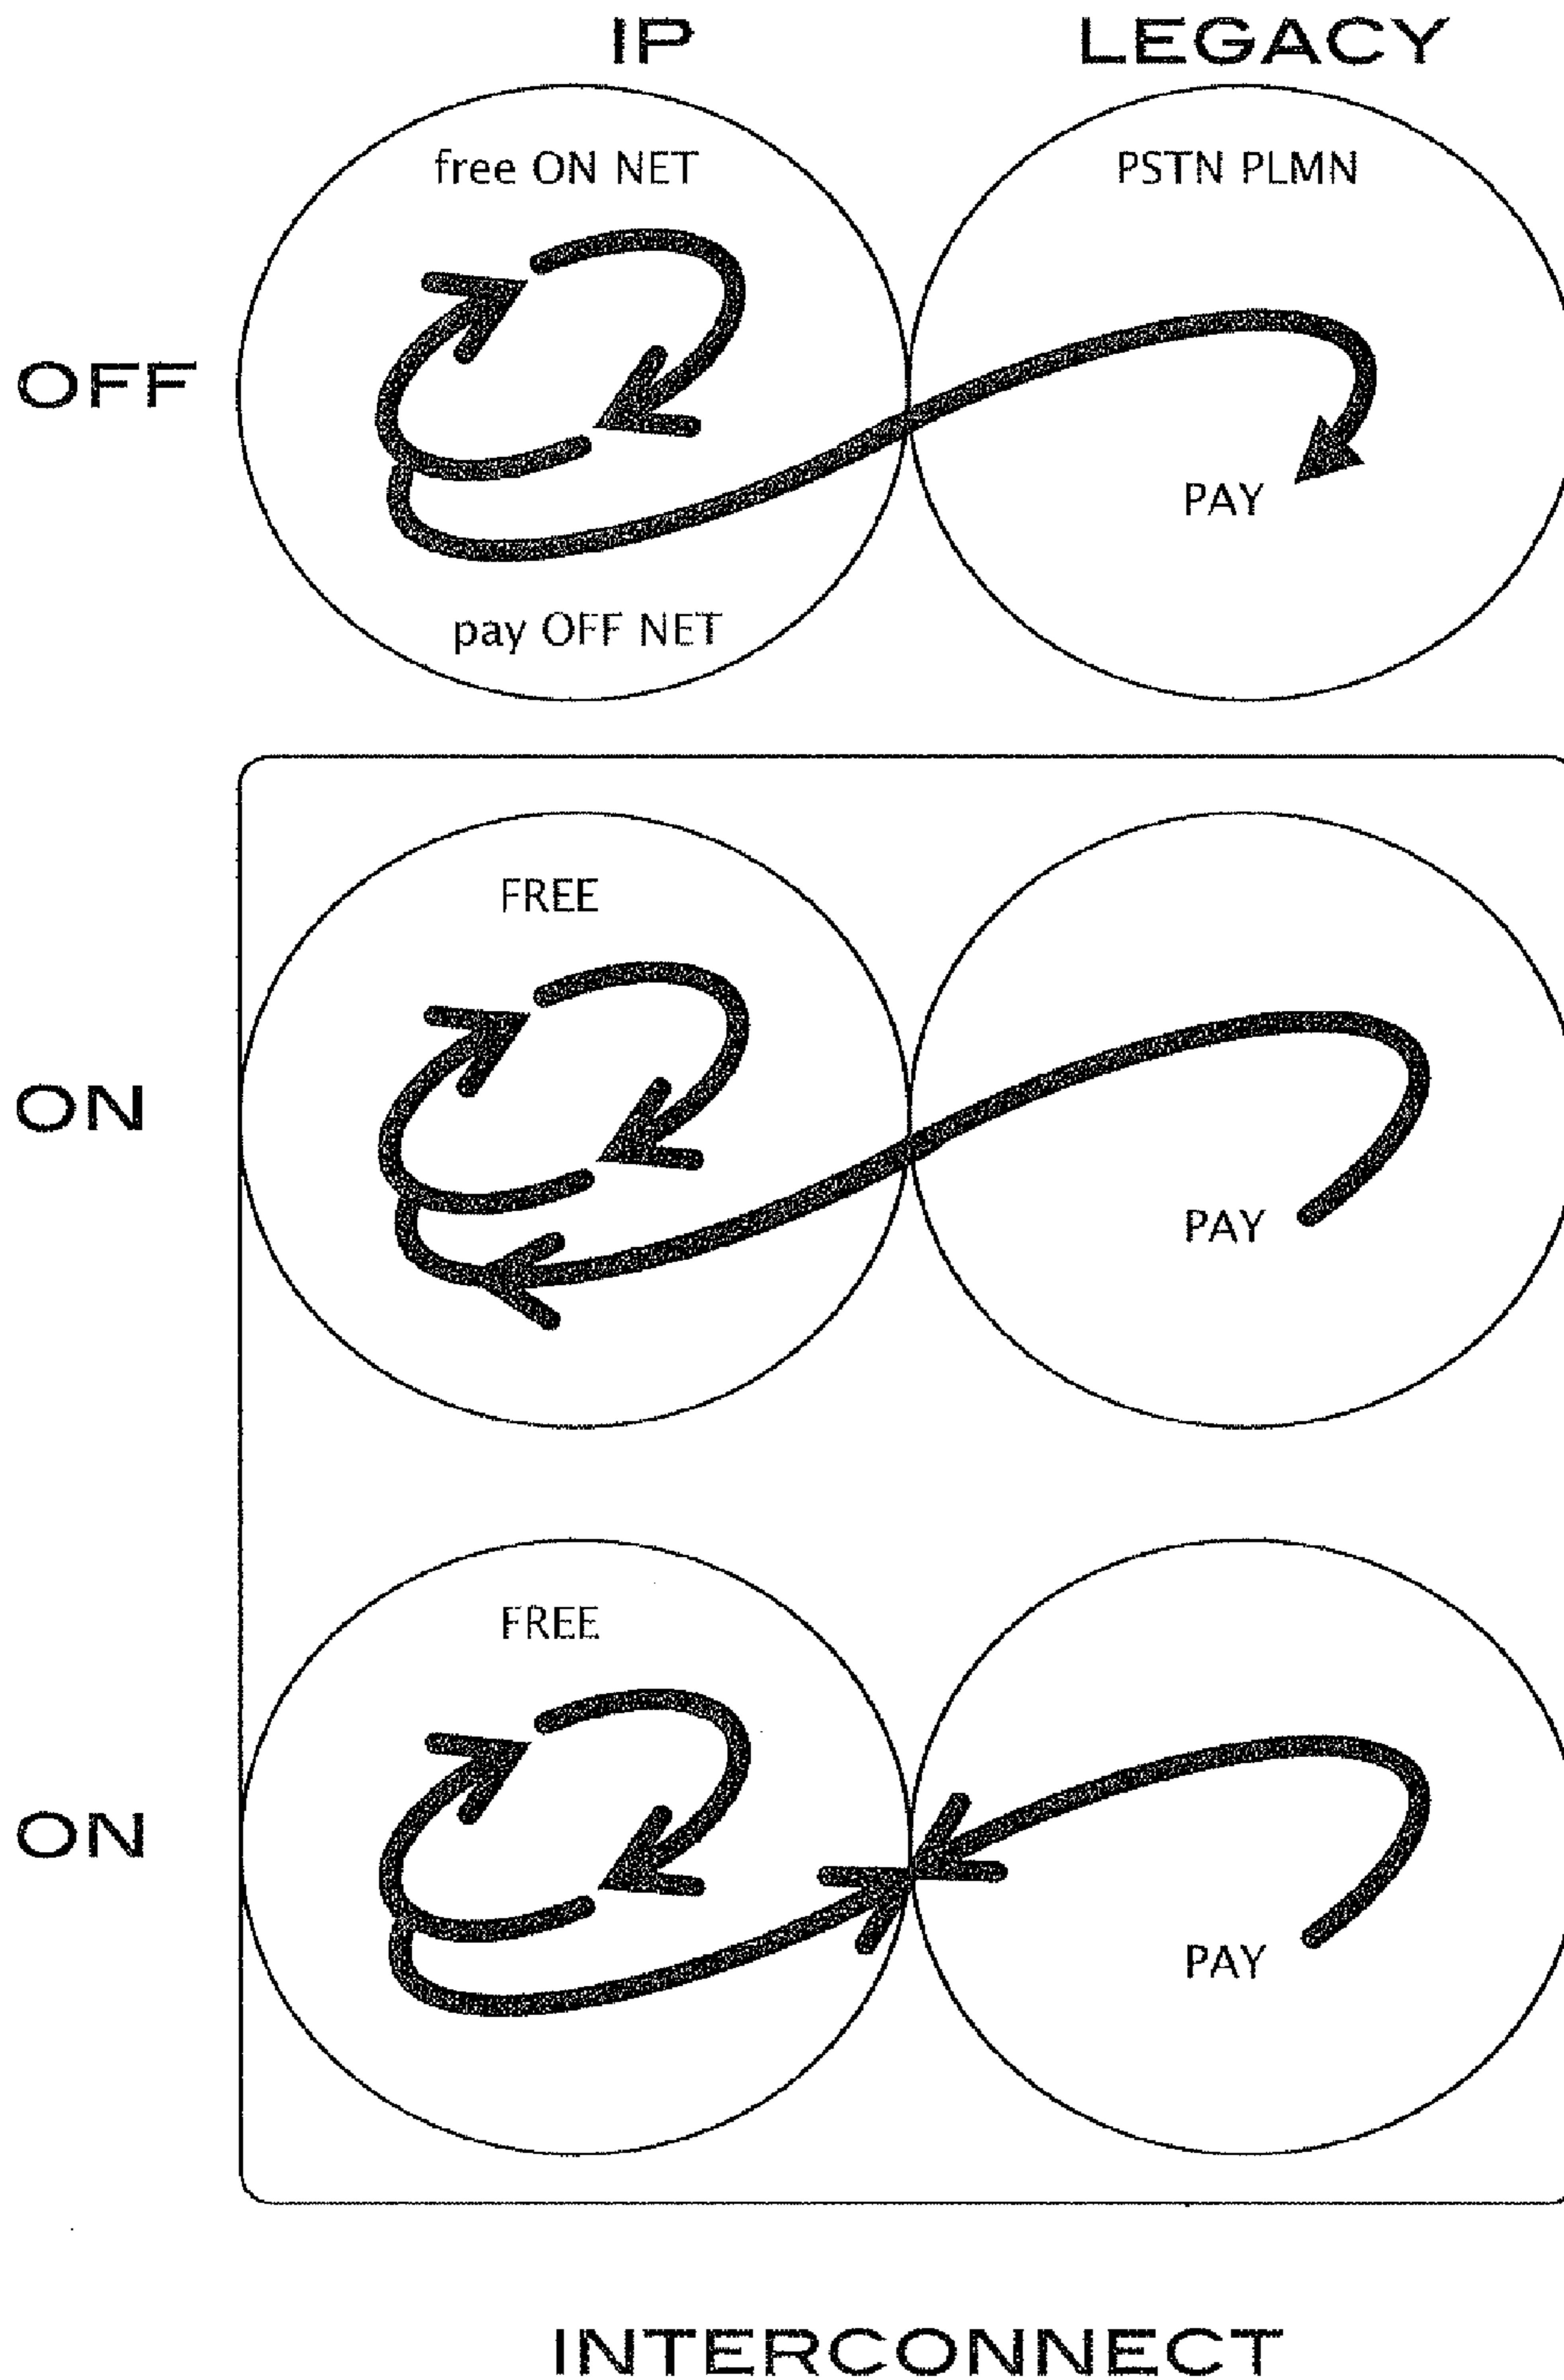 IP LEGACY
free ON NET PSTN PLMN
OFF
PAY
pay OFF NET
FREE
ON
PAY
FREE
ON
PAY
INTERCONNECT